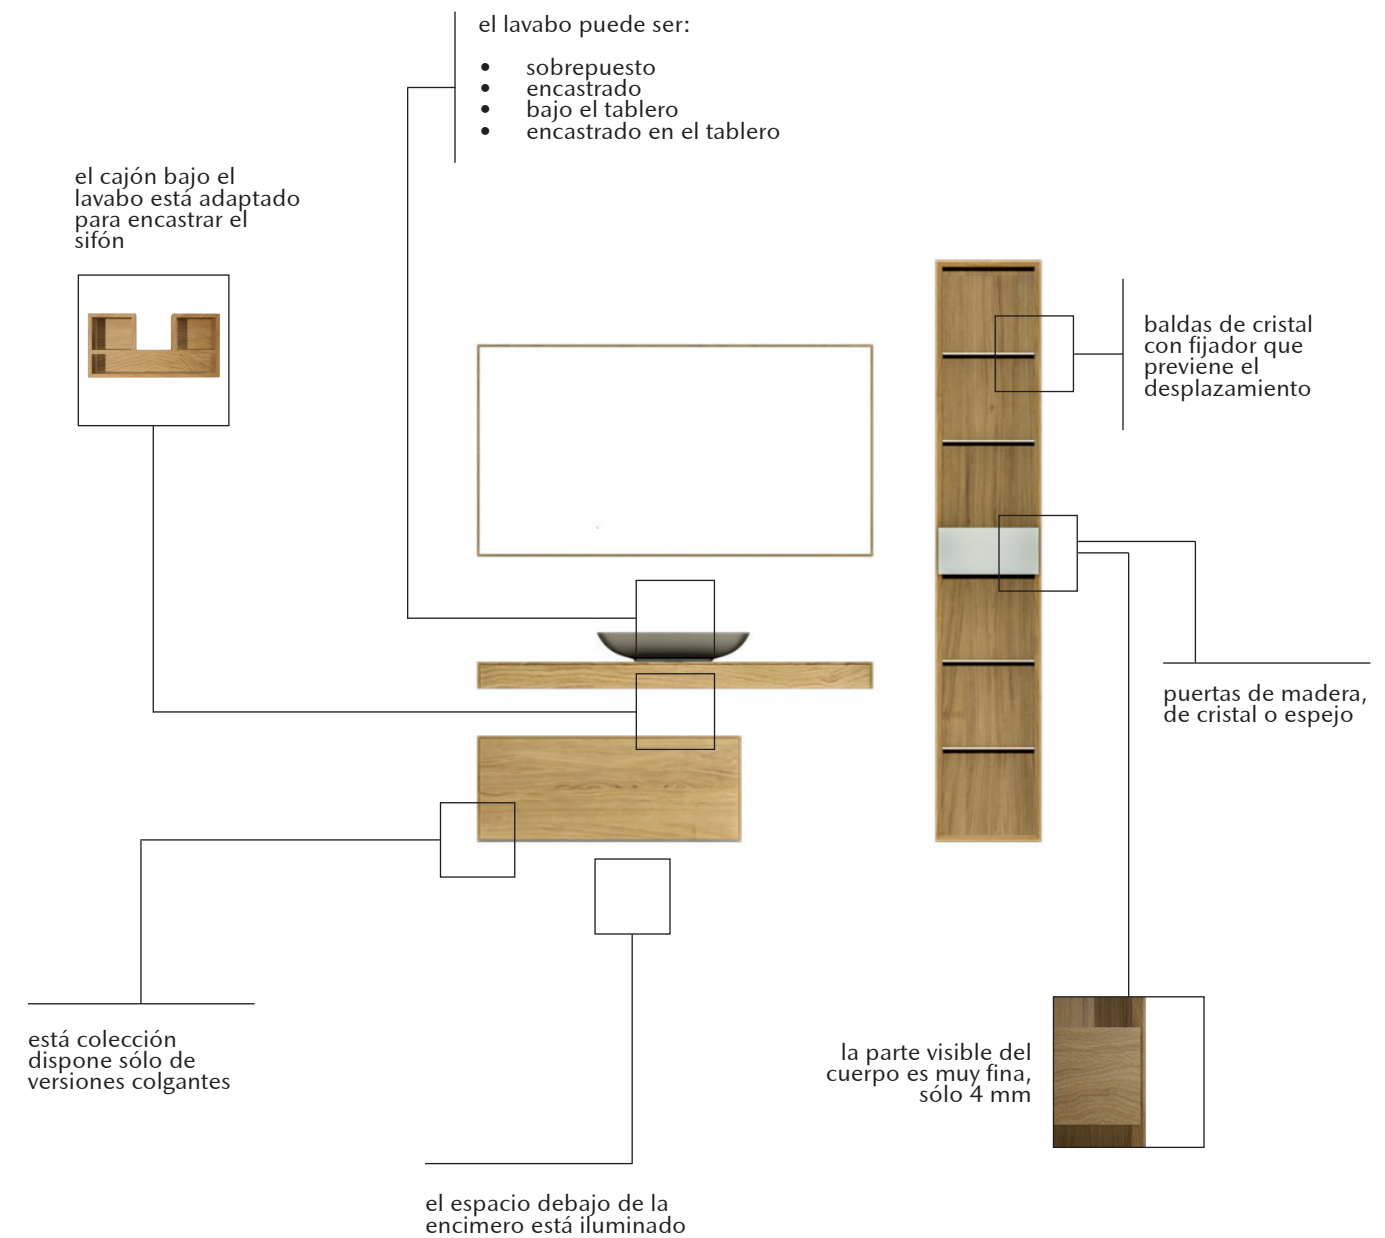 el lavabo puede ser:
• sobrepuesto
• encastrado
• bajo el tablero
• encastrado en el tablero
el cajón bajo el
lavabo está adaptado
para encastrar el
sifón
baldas de cristal
con fijador que
previene el
desplazamiento
puertas de madera,
de cristal o espejo
está colección
dispone sólo de
versiones colgantes
la parte visible del
cuerpo es muy fina,
sólo 4 mm
el espacio debajo de la
encimero está iluminado